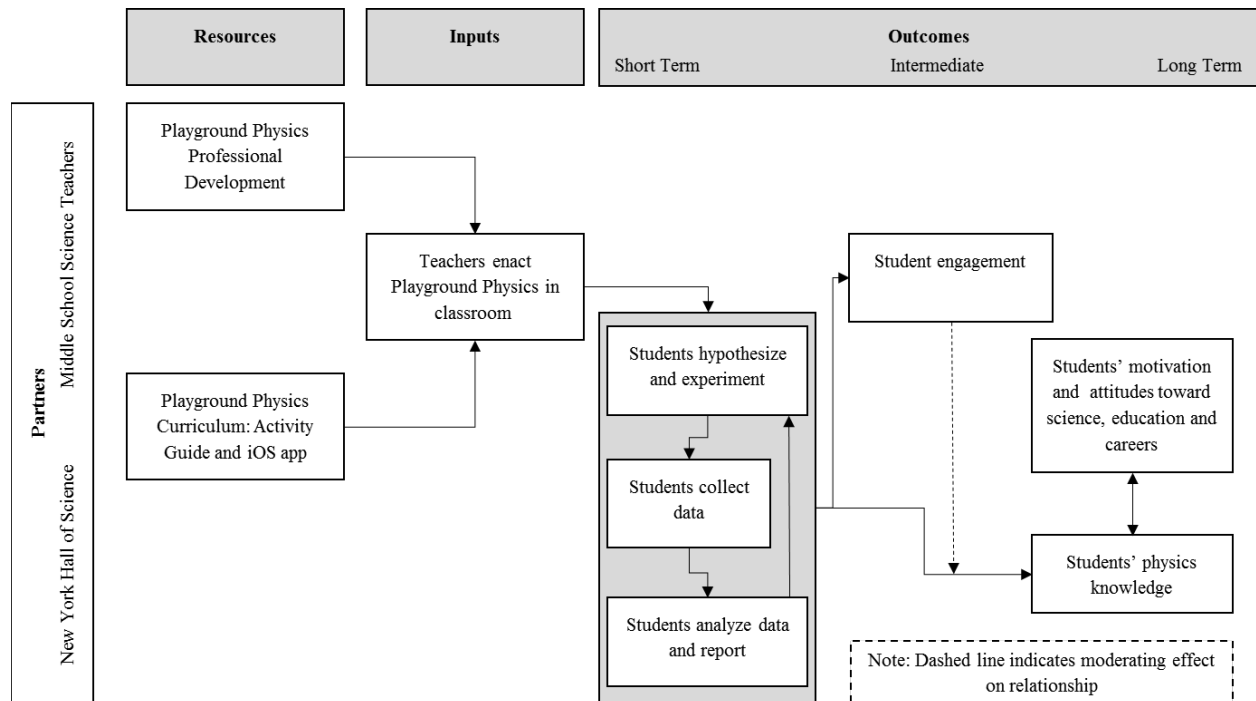 Resources
Inputs
Outcomes
Short Term
Intermediate
Long Term
Partners
Middle School Science Teachers
New York Hall of Science
Playground Physics
Professional
Development
Playground Physics
Curriculum: Activity
Guide and iOS app
Teachers enact
Playground Physics in
classroom
Students hypothesize
and experiment
Students collect
data
Students analyze data
and report
Student engagement
Students’ motivation
and attitudes toward
science, education and
careers
Students’ physics
knowledge
Note: Dashed line indicates moderating effect
on relationship